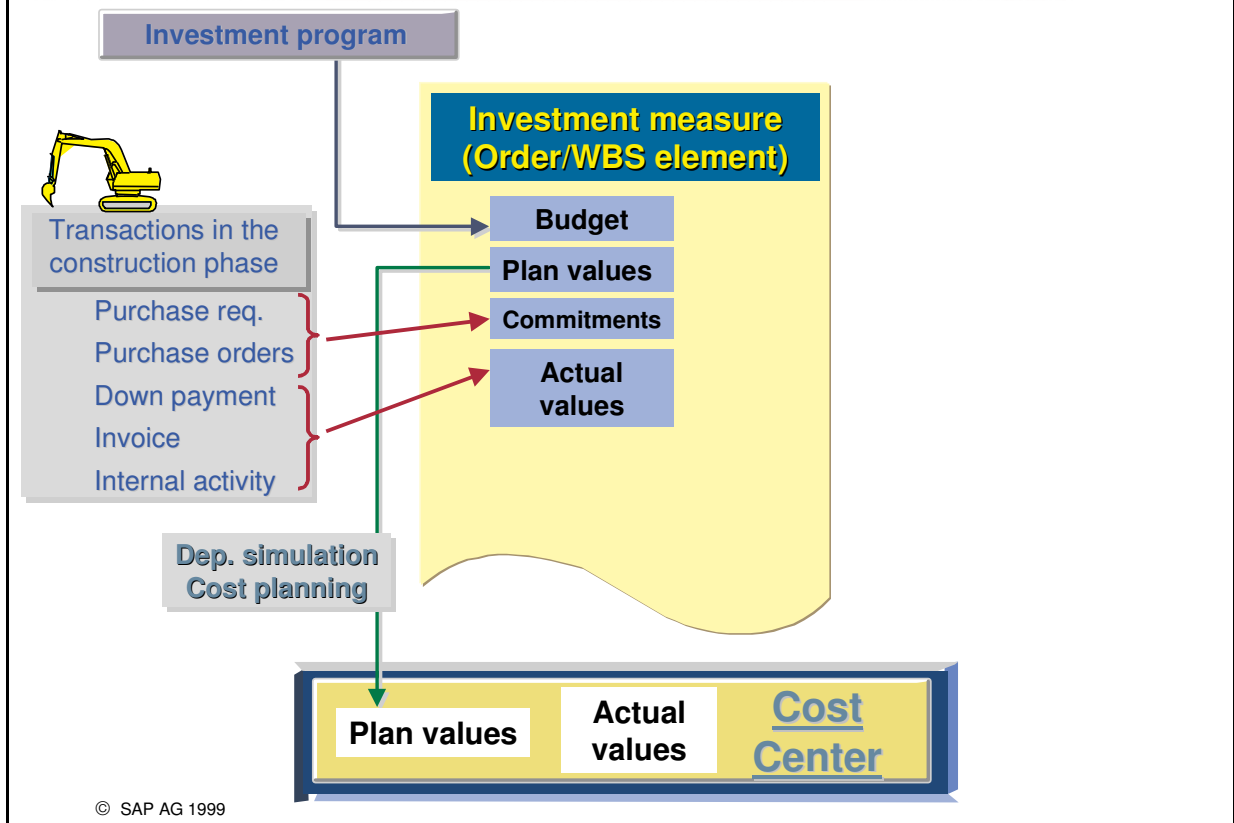 Investment program
Investment measure
(Order/WBS element)
Budget
Plan values
Commitments
Actual
values
Transactions in the
construction phase
Purchase req.
Purchase orders
Down payment
Invoice
Internal activity
Dep. simulation
Cost planning
Plan values
Actual
values
Cost
Center
© SAP AG 1999